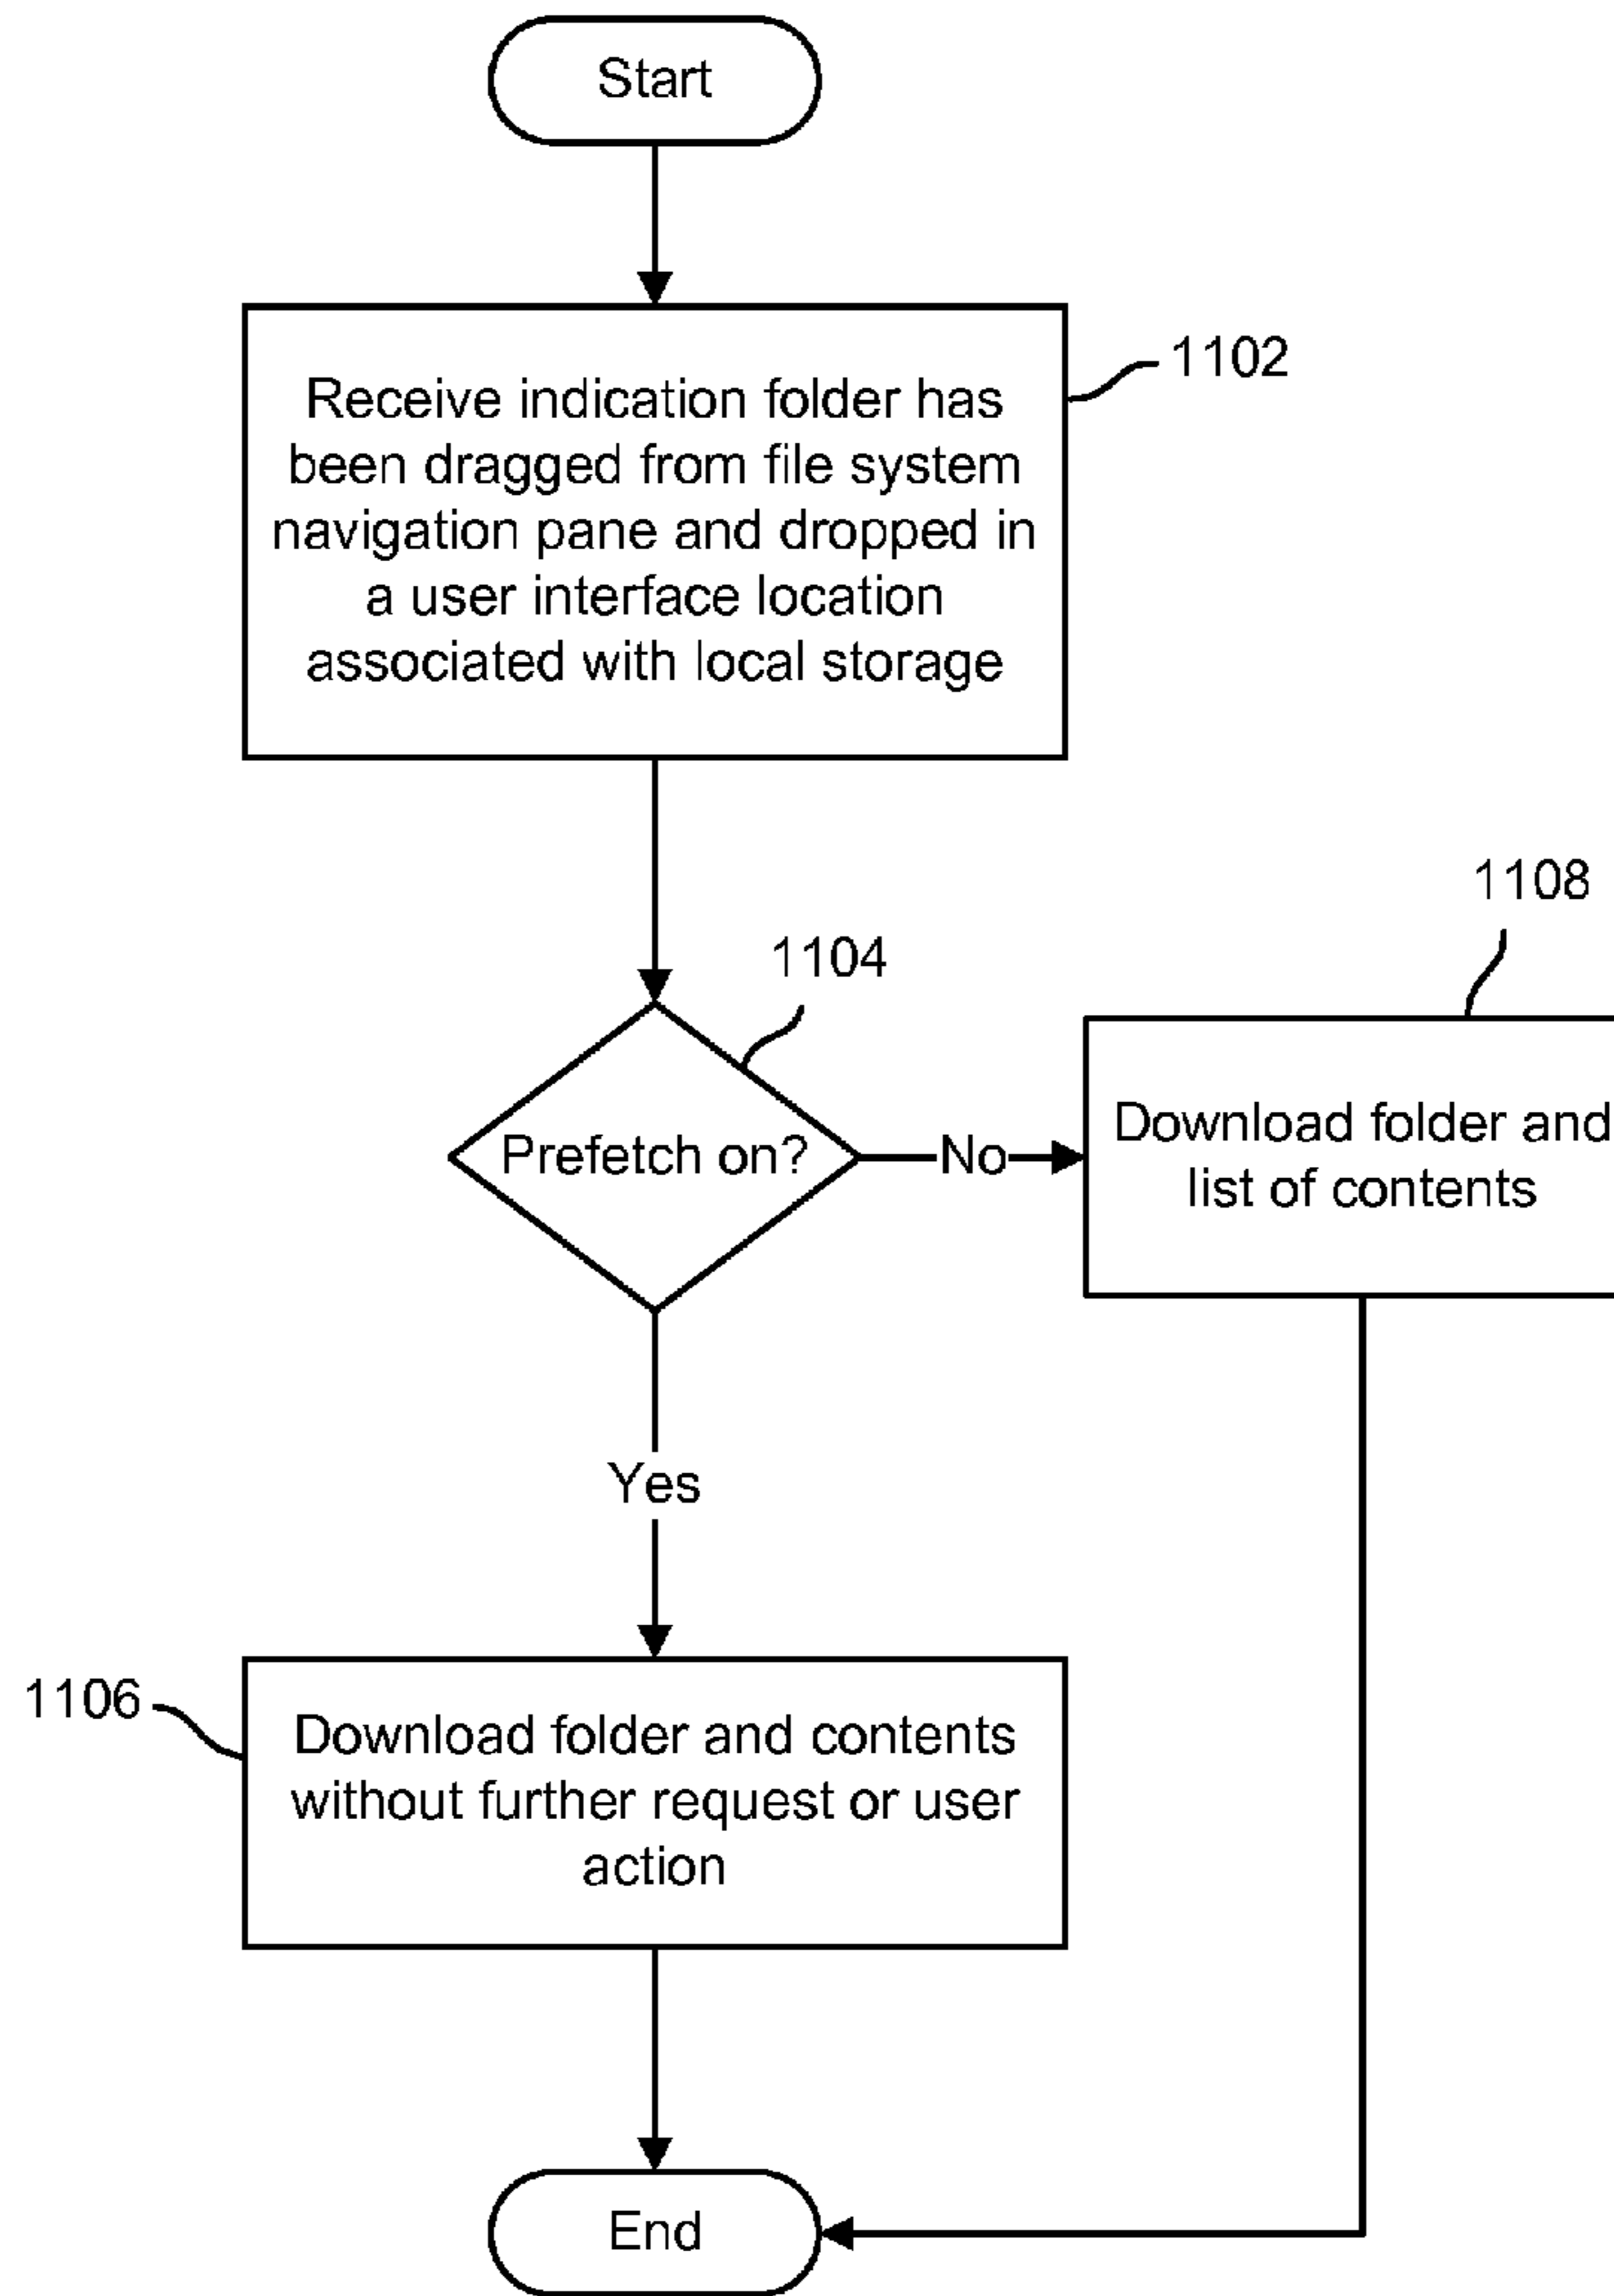 Start
Receive indication folder has
been dragged from file system
navigation pane and dropped in
a user interface location
associated with local storage
1102
1104
Prefetch on?
No
1108
Download folder and
list of contents
Yes
1106
Download folder and contents
without further request or user
action
End